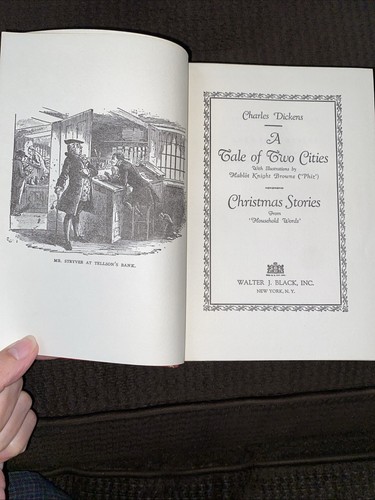 MR. STRYVER AT TELLSON'S BANK.
Charles Dickens
A
Tale of Two Cities
With Illustrations by
Hablôt Knight Browne ("Phiz")
Christmas Stories
From
"Household Words"
WALTER J. BLACK, INC.
NEW YORK, N. Y.